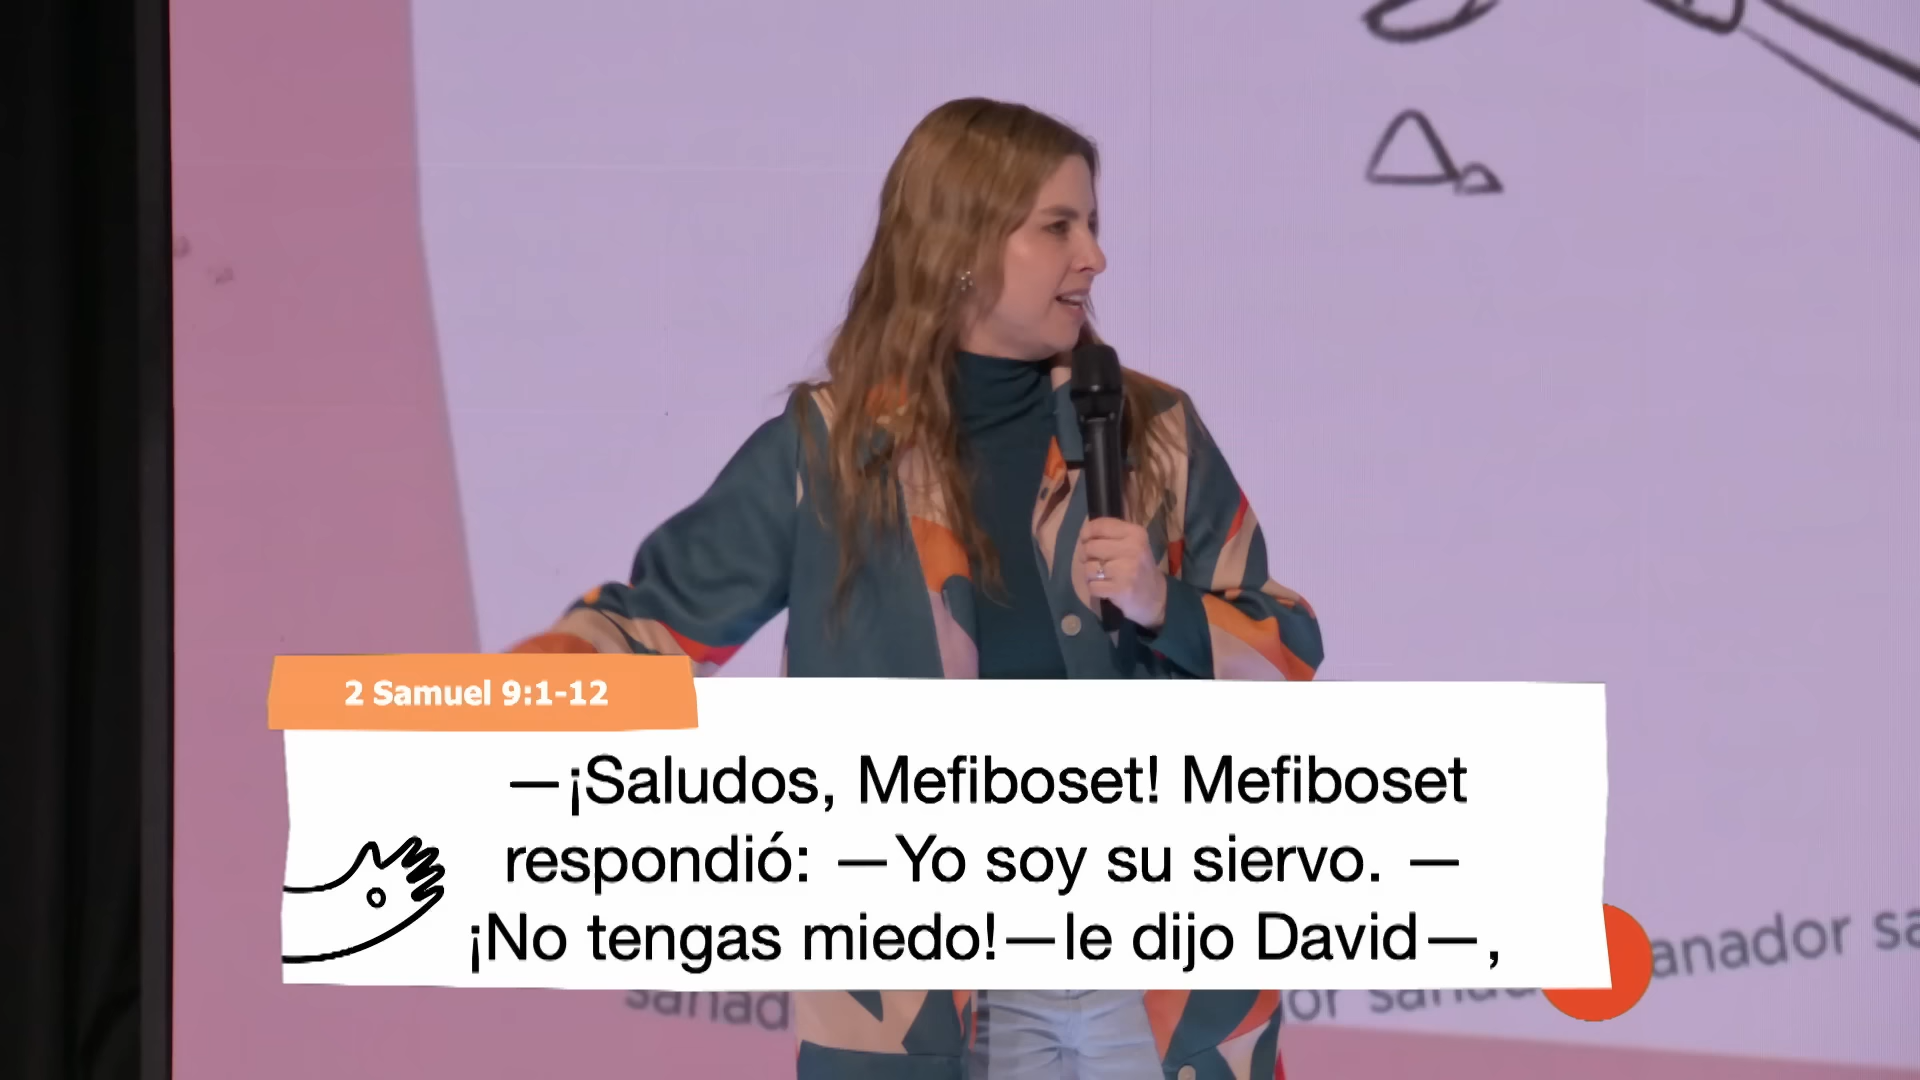 2 Samuel 9:1-12
—¡Saludos, Mefiboset! Mefiboset
respondió: —Yo soy su siervo. —
¡No tengas miedo!—le dijo David—,
anador sa
sanad
or sanad